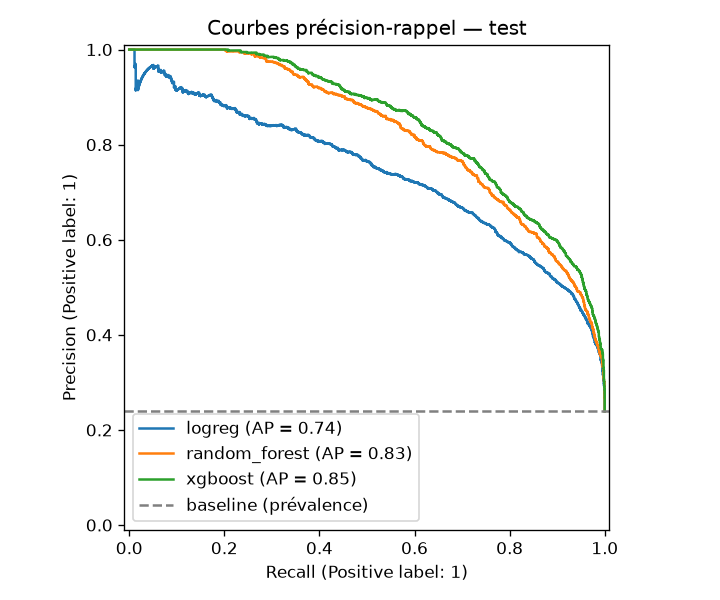 Courbes précision-rappel — test
Precision (Positive label: 1)
1.0
0.8
0.6
0.4
0.2
0.0
logreg (AP = 0.74)
random_forest (AP = 0.83)
xgboost (AP = 0.85)
baseline (prévalence)
0.0 0.2 0.4 0.6 0.8 1.0
Recall (Positive label: 1)